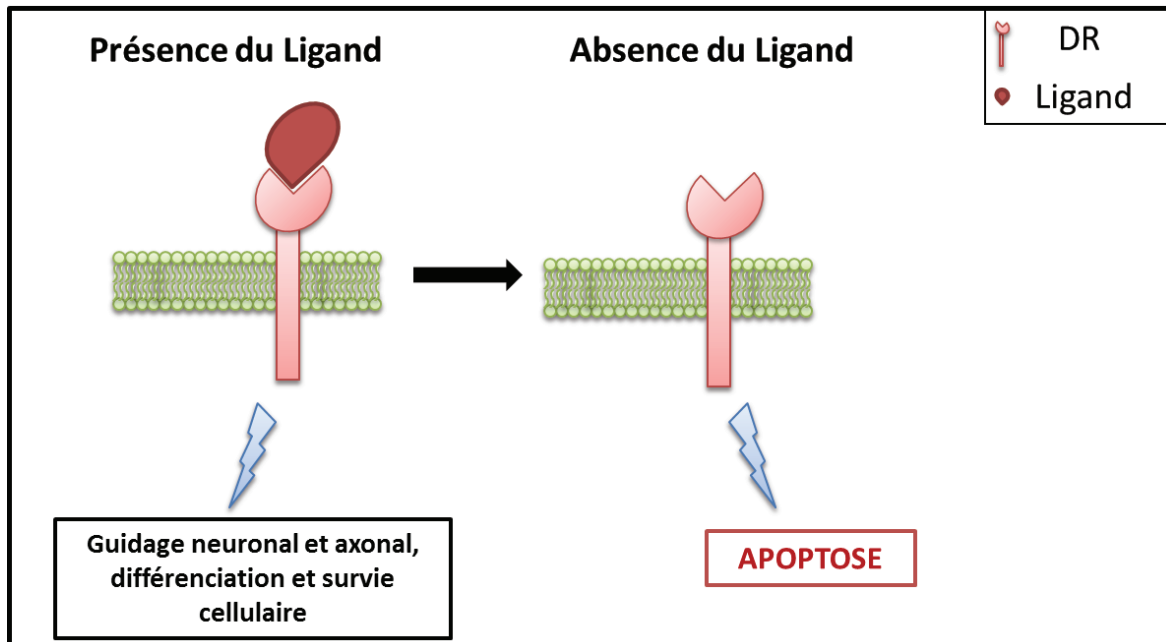 Présence du Ligand
Absence du Ligand
DR
Ligand
Guidage neuronal et axonal,
différenciation et survie
cellulaire
APOPTOSE